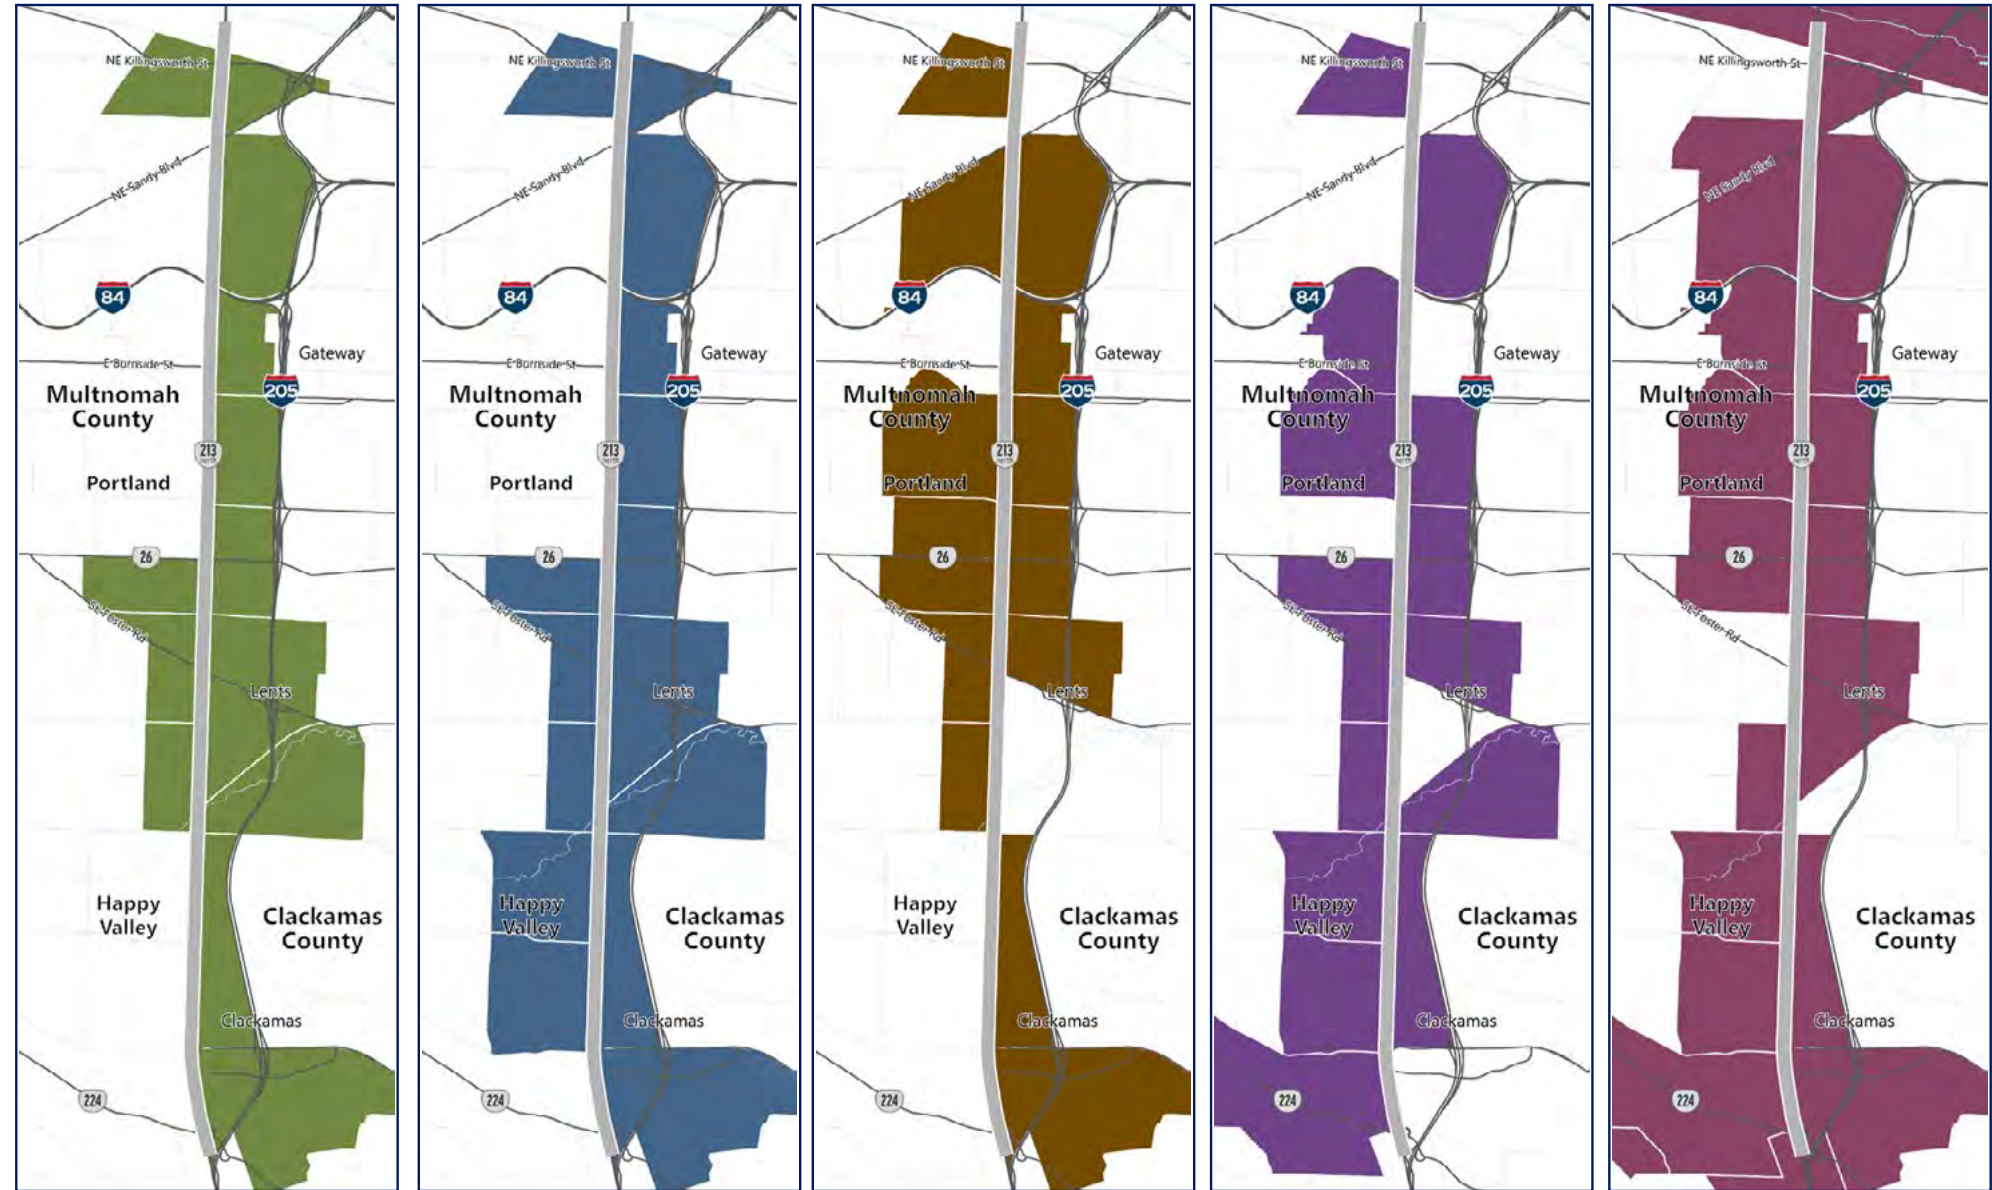 NE Killingsworth St
NE Sandy Blvd
84
E Burnside St
Gateway
205
Multnomah
County
213
North
Portland
26
SE Foster Rd
Lents
Happy
Valley
Clackamas
County
Clackamas
224
NE Killingsworth St
NE Sandy Blvd
84
E Burnside St
Gateway
205
Multnomah
County
213
North
Portland
26
SE Foster Rd
Lents
Happy
Valley
Clackamas
County
Clackamas
224
NE Killingsworth St
NE Sandy Blvd
84
E Burnside St
Gateway
205
Multnomah
County
213
North
Portland
26
SE Foster Rd
Lents
Happy
Valley
Clackamas
County
Clackamas
224
NE Killingsworth St
NE Sandy Blvd
84
E Burnside St
Gateway
205
Multnomah
County
213
North
Portland
26
SE Foster Rd
Lents
Happy
Valley
Clackamas
County
Clackamas
224
NE Killingsworth St
NE Sandy Blvd
84
E Burnside St
Gateway
205
Multnomah
County
213
North
Portland
26
SE Foster Rd
Lents
Happy
Valley
Clackamas
County
Clackamas
224